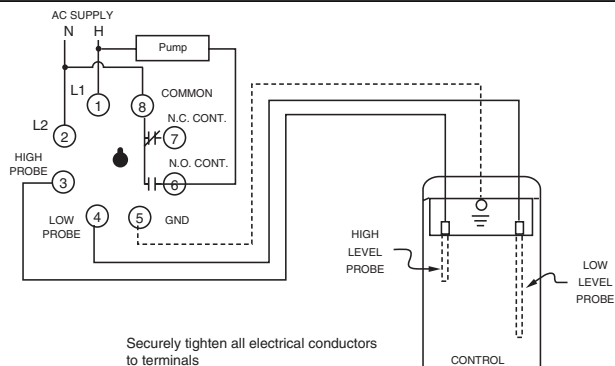 AC SUPPLY
N H
Pump
L1
1
8
COMMON
N.C. CONT.
L2
2
7
HIGH
PROBE
3
N.O. CONT.
6
LOW
PROBE
4
5
GND
HIGH
LEVEL
PROBE
LOW
LEVEL
PROBE
Securely tighten all electrical conductors
to terminals
CONTROL